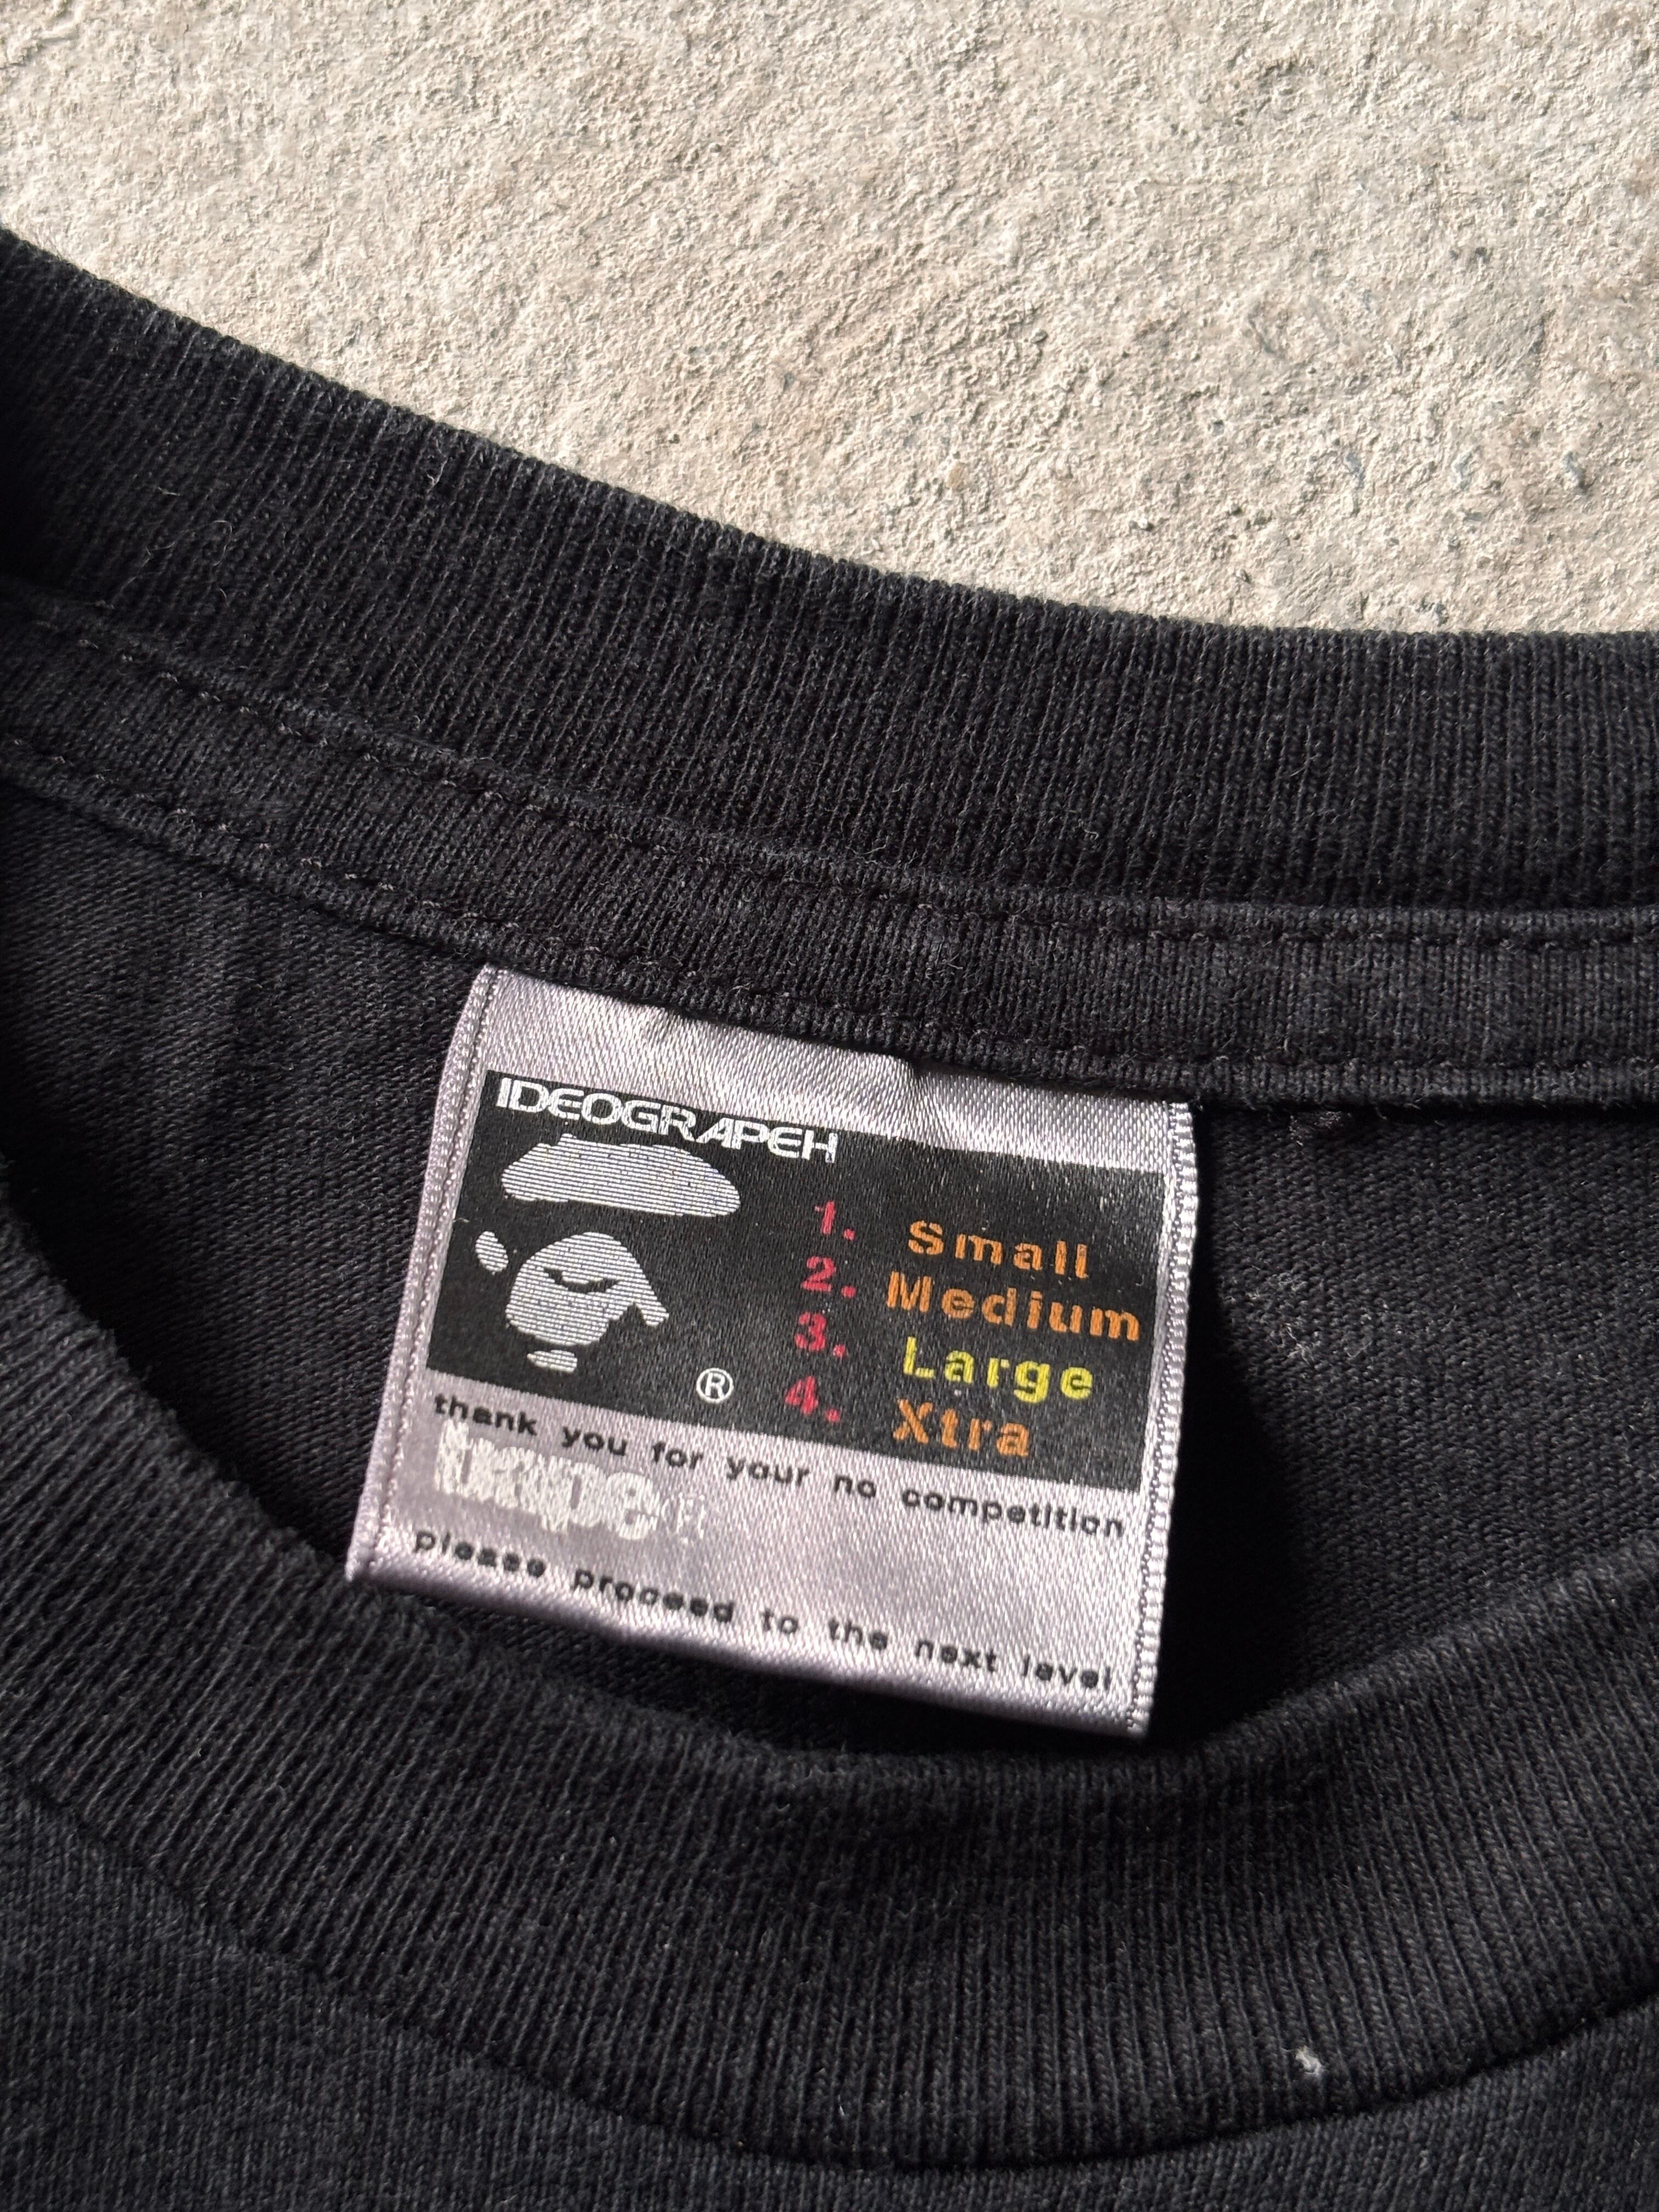 IDEOGRAPEH
1. Small
2. Medium
3. Large
4. Xtra
®
thank you for your no competition
please proceed to the next level